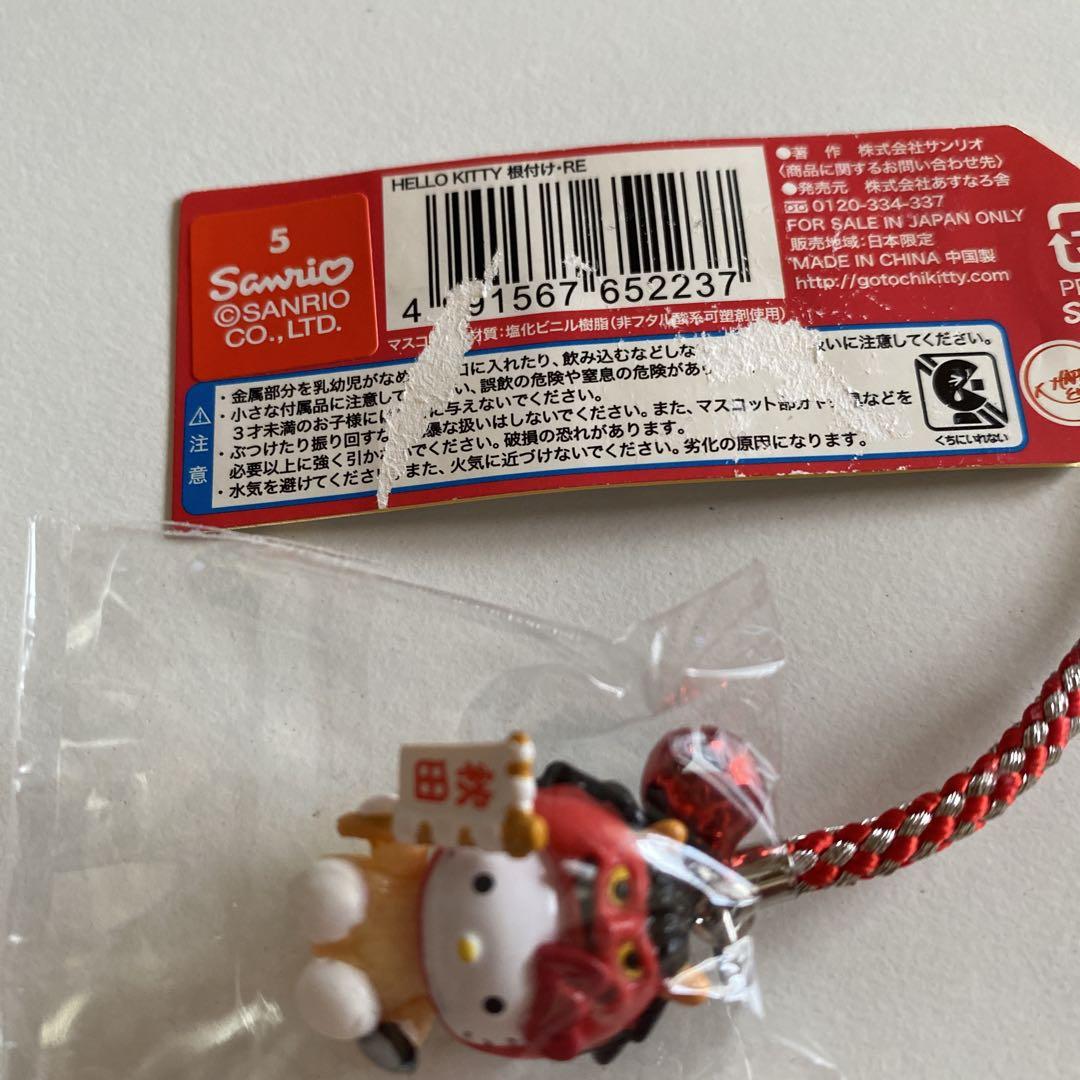 5
Sanrio
©SANRIO
CO., LTD.
HELLO KITTY 根付け・RE
4 91567 652237
マスコ 材質:塩化ビニル樹脂(非フタル酸系可塑剤使用)
●著 作 株式会社サンリオ
〈商品に関するお問い合わせ先〉
●発売元 株式会社あすなろ舎
0120-334-337
FOR SALE IN JAPAN ONLY
販売地域:日本限定
MADE IN CHINA 中国製
http://gotochikitty.com
注意
・金属部分を乳幼児がなめ 口に入れたり、飲み込むなどしな 扱いに注意してください。
・小さな付属品に注意して い、誤飲の危険や窒息の危険があ
3才未満のお子様に に与えないでください。
・ぶつけたり振り回すな 暴な扱いはしないでください。また、マスコット部分や などを
必要以上に強く引か でください。破損の恐れがあります。
・水気を避けてください。また、火気に近づけないでください。劣化の原因になります。
くちにいれない
秋田